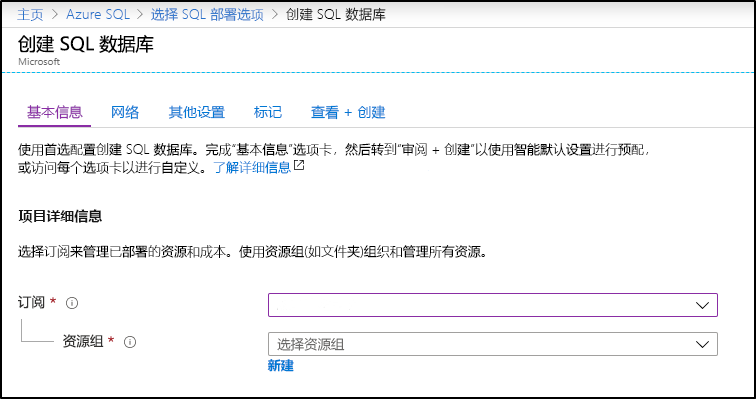 主页 > Azure SQL > 选择 SQL 部署选项 > 创建 SQL 数据库
创建 SQL 数据库
Microsoft
基本信息 网络 其他设置 标记 查看 + 创建
使用首选配置创建 SQL 数据库。完成“基本信息”选项卡，然后转到“审阅 + 创建”以使用智能默认设置进行预配，
或访问每个选项卡以进行自定义。了解详细信息
项目详细信息
选择订阅来管理已部署的资源和成本。使用资源组(如文件夹)组织和管理所有资源。
订阅 *
资源组 * 选择资源组
新建